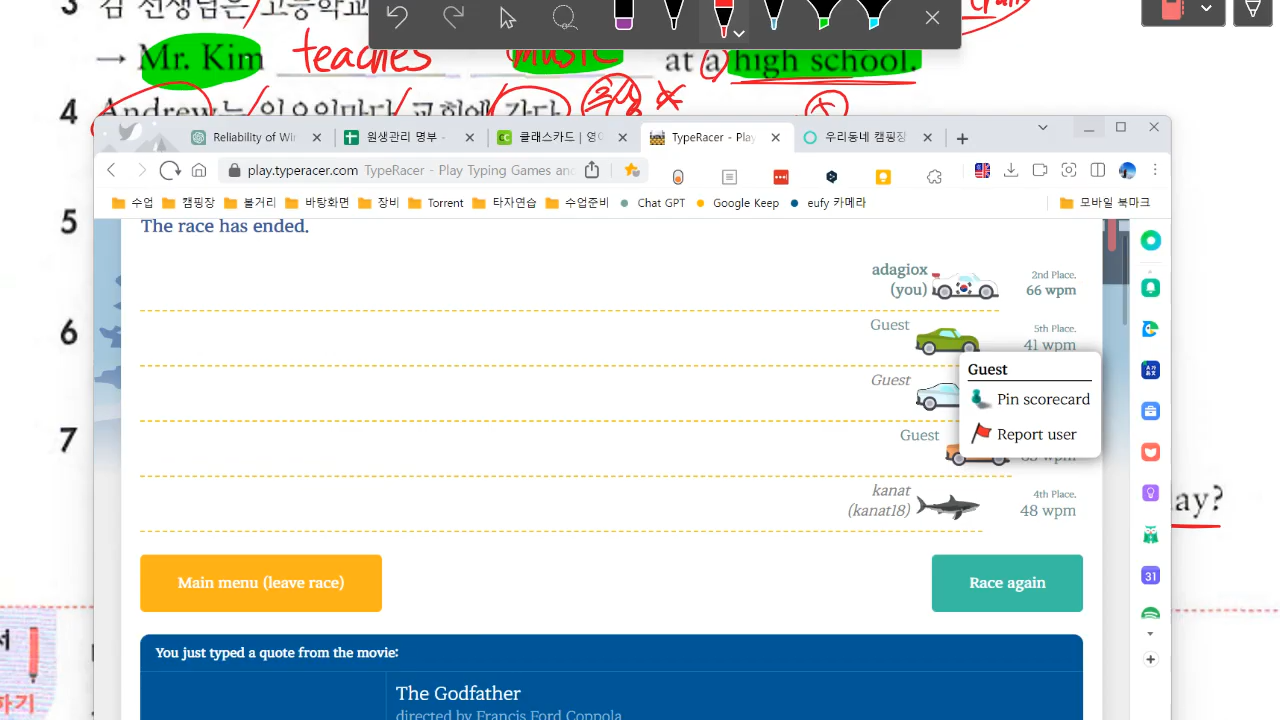 3 김 선생님은 고등학교
→ Mr. Kim teaches music at a high school.
4 Andrew는 일요일마다 교회에 간다
Reliability of Wi
원생관리 명부 -
클래스카드 | 영
TypeRacer - Play
우리동네 캠핑장
play.typeracer.com TypeRacer - Play Typing Games and
수업 캠핑장 볼거리 바탕화면 장비 Torrent 타자연습 수업준비 Chat GPT Google Keep eufy 카메라 모바일 북마크
5
The race has ended.
adagiox
(you)
2nd Place.
66 wpm
6
Guest
5th Place.
41 wpm
Guest
Guest
Pin scorecard
Report user
7
Guest
kanat
(kanat18)
4th Place.
48 wpm
ay?
Main menu (leave race)
Race again
31
You just typed a quote from the movie:
The Godfather
directed by Francis Ford Coppola
하기